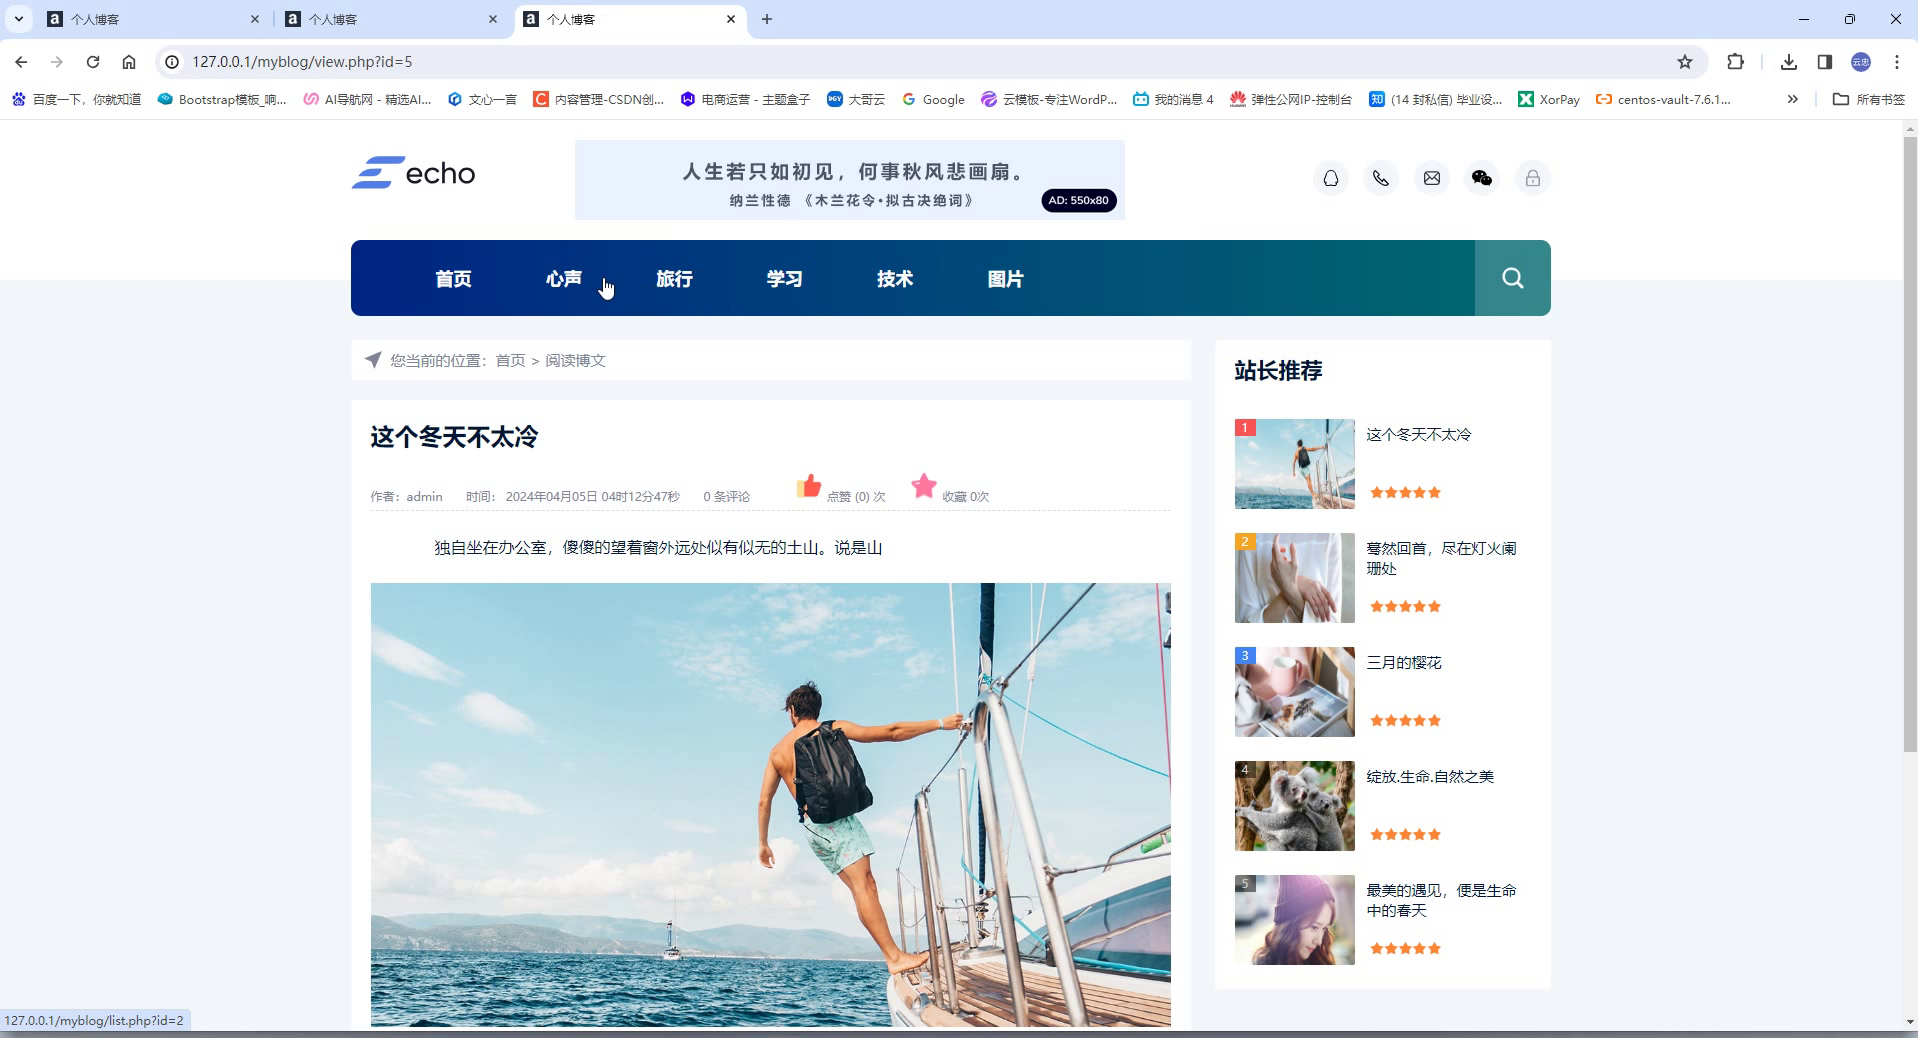 个人博客
个人博客
个人博客
127.0.0.1/myblog/view.php?id=5
云忠
百度一下，你就知道
Bootstrap模板_响...
AI导航网 - 精选AI...
文心一言
内容管理-CSDN创...
电商运营 - 主题盒子
大哥云
Google
云模板-专注WordP...
我的消息 4
弹性公网IP-控制台
知 (14 封私信) 毕业设...
XorPay
centos-vault-7.6.1...
所有书签
echo
人生若只如初见，何事秋风悲画扇。
纳兰性德 《木兰花令·拟古决绝词》
AD: 550x80
首页 心声 旅行 学习 技术 图片
您当前的位置：首页 > 阅读博文
这个冬天不太冷
作者：admin 时间： 2024年04月05日 04时12分47秒 0 条评论 点赞 (0) 次 收藏 0次
独自坐在办公室，傻傻的望着窗外远处似有似无的土山。说是山
站长推荐
1
这个冬天不太冷
2
蓦然回首，尽在灯火阑
珊处
3
三月的樱花
4
绽放.生命.自然之美
5
最美的遇见，便是生命
中的春天
127.0.0.1/myblog/list.php?id=2